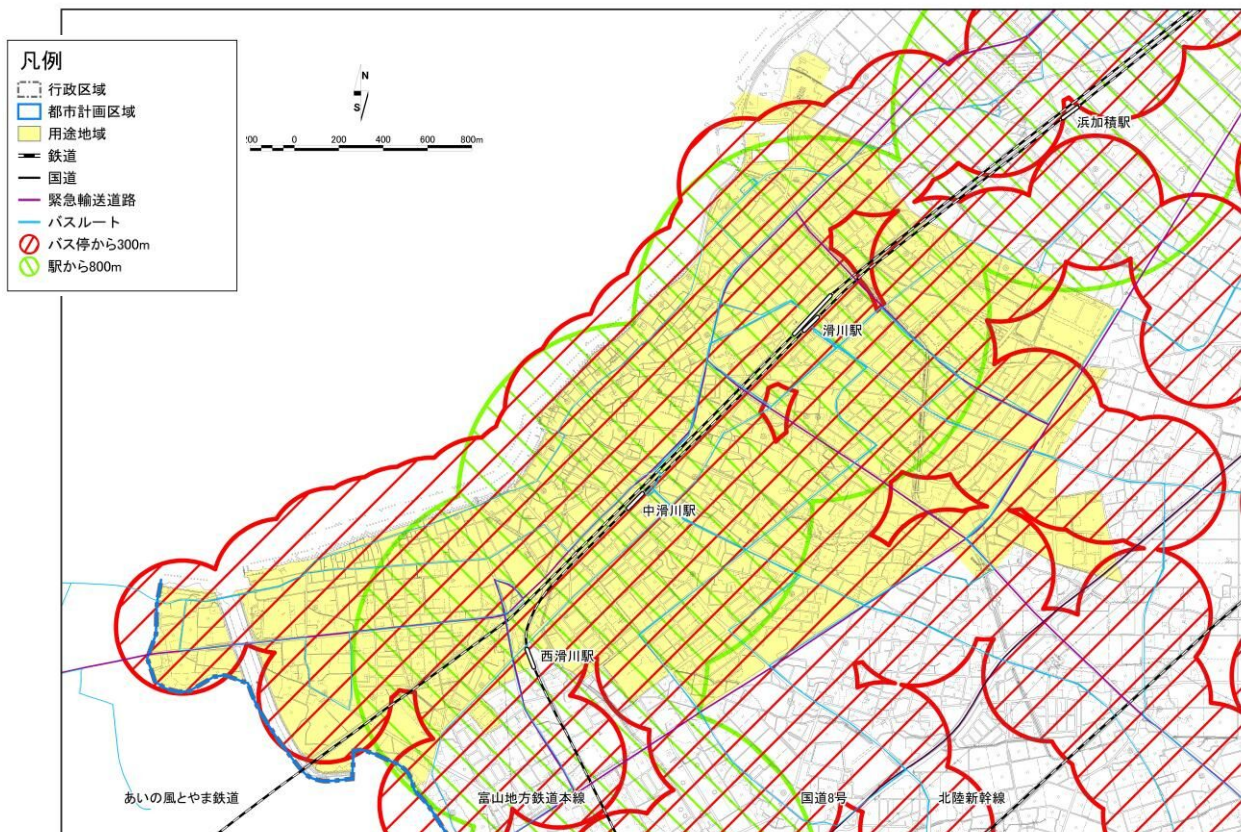 凡例
行政区域
都市計画区域
用途地域
鉄道
国道
緊急輸送道路
バスルート
バス停から300m
駅から800m
N
S
200 0 200 400 600 800m
浜加積駅
滑川駅
中滑川駅
西滑川駅
あいの風とやま鉄道
富山地方鉄道本線
国道8号
北陸新幹線